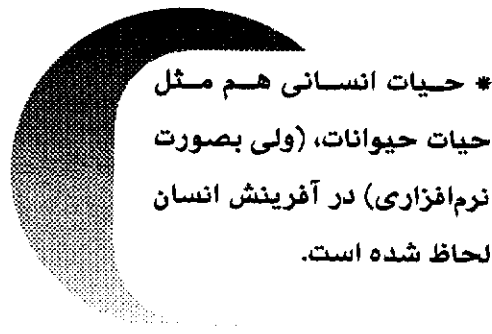 * حیات انسانی هم مثل
حیات حیوانات، (ولی بصورت
نرم‌افزاری) در آفرینش انسان
لحاظ شده است.